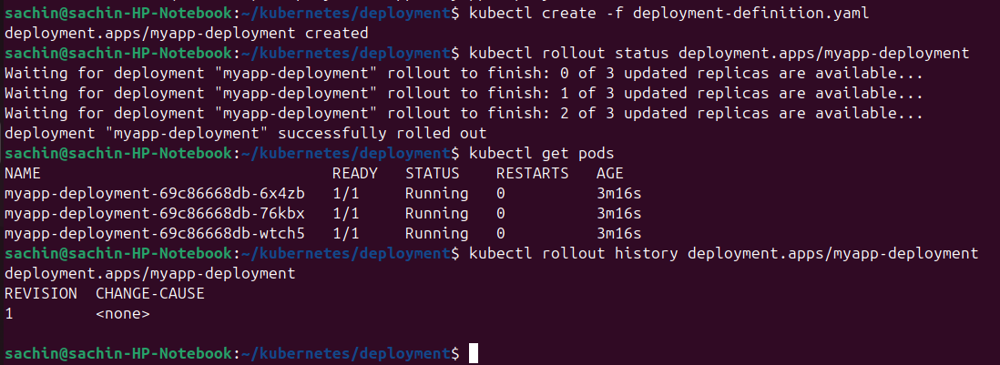 sachin@sachin-HP-Notebook:~/kubernetes/deployment$ kubectl create -f deployment-definition.yaml
deployment.apps/myapp-deployment created
sachin@sachin-HP-Notebook:~/kubernetes/deployment$ kubectl rollout status deployment.apps/myapp-deployment
Waiting for deployment "myapp-deployment" rollout to finish: 0 of 3 updated replicas are available...
Waiting for deployment "myapp-deployment" rollout to finish: 1 of 3 updated replicas are available...
Waiting for deployment "myapp-deployment" rollout to finish: 2 of 3 updated replicas are available...
deployment "myapp-deployment" successfully rolled out
sachin@sachin-HP-Notebook:~/kubernetes/deployment$ kubectl get pods
NAME                                READY   STATUS    RESTARTS   AGE
myapp-deployment-69c86668db-6x4zb   1/1     Running   0          3m16s
myapp-deployment-69c86668db-76kbx   1/1     Running   0          3m16s
myapp-deployment-69c86668db-wtch5   1/1     Running   0          3m16s
sachin@sachin-HP-Notebook:~/kubernetes/deployment$ kubectl rollout history deployment.apps/myapp-deployment
deployment.apps/myapp-deployment
REVISION  CHANGE-CAUSE
1         <none>
sachin@sachin-HP-Notebook:~/kubernetes/deployment$